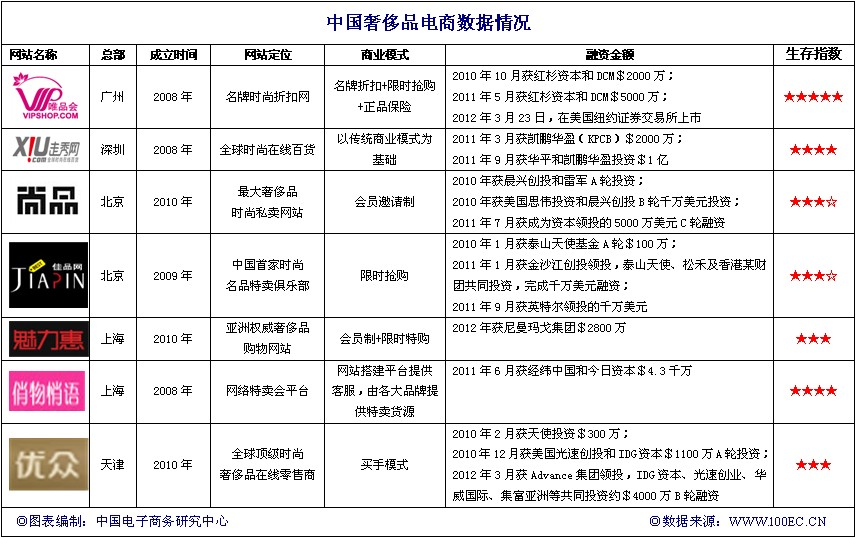 中国奢侈品电商数据情况
网站名称 总部 成立时间 网站定位 商业模式 融资金额 生存指数
VIP唯品会
VIPSHOP.COM
广州 2008 年 名牌时尚折扣网
名牌折扣+限时抢购
+正品保险
2010 年 10 月获红杉资本和 DCM＄2000 万；
2011 年 5 月获红杉资本和 DCM＄5000 万；
2012 年 3 月 23 日，在美国纽约证券交易所上市
★★★★★
XIU走秀网
.com
深圳 2008 年 全球时尚在线百货
以传统商业模式为
基础
2011 年 3 月获凯鹏华盈（KPCB）＄2000 万；
2011 年 9 月获华平和凯鹏华盈投资＄1 亿
★★★★
尚品
北京 2010 年
最大奢侈品
时尚私卖网站
会员邀请制
2010 年获晨兴创投和雷军 A 轮投资；
2010 年获美国思伟投资和晨兴创投 B 轮千万美元投资；
2011 年 7 月获成为资本领投的 5000 万美元 C 轮融资
★★★☆
佳品网
JIAPIN
北京 2009 年
中国首家时尚
名品特卖俱乐部
限时抢购
2010 年 1 月获泰山天使基金 A 轮＄100 万；
2011 年 1 月获金沙江创投领投，泰山天使、松禾及香港某财
团共同投资，完成千万美元融资；
2011 年 9 月获英特尔领投的千万美元
★★★☆
魅力惠
上海 2010 年
亚洲权威奢侈品
购物网站
会员制+限时特购
2012 年获尼曼玛戈集团＄2800 万
★★★
俏物悄语
上海 2008 年 网络特卖会平台
网站搭建平台提供
客服，由各大品牌提
供特卖货源
2011 年 6 月获经纬中国和今日资本＄4.3 千万
★★★★
优众
天津 2010 年
全球顶级时尚
奢侈品在线零售商
买手模式
2010 年 2 月获天使投资＄300 万；
2010 年 12 月获美国光速创投和 IDG 资本＄1100 万 A 轮投资；
2012 年 3 月获 Advance 集团领投，IDG 资本、光速创业、华
威国际、集富亚洲等共同投资约＄4000 万 B 轮融资
★★★
◎图表编制：中国电子商务研究中心 ◎数据来源：WWW.100EC.CN